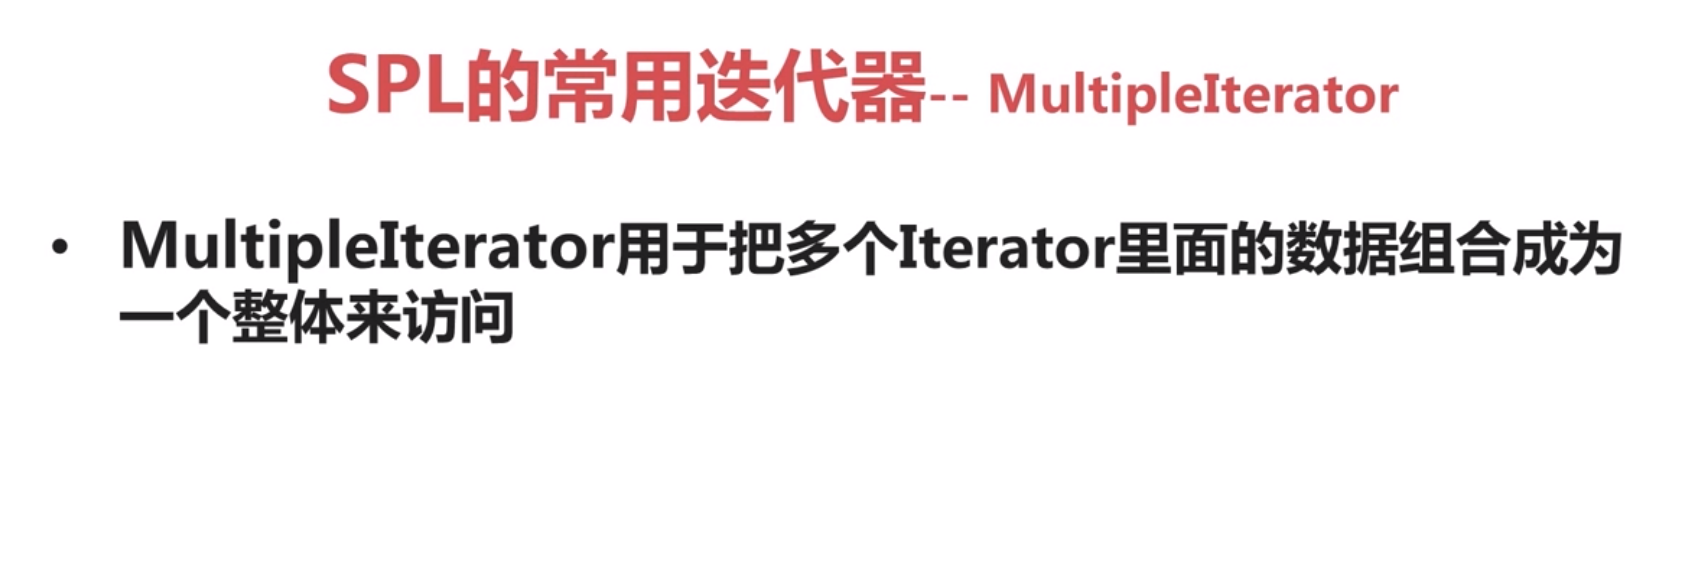 SPL的常用迭代器-- MultipleIterator
• MultipleIterator用于把多个Iterator里面的数据组合成为
一个整体来访问